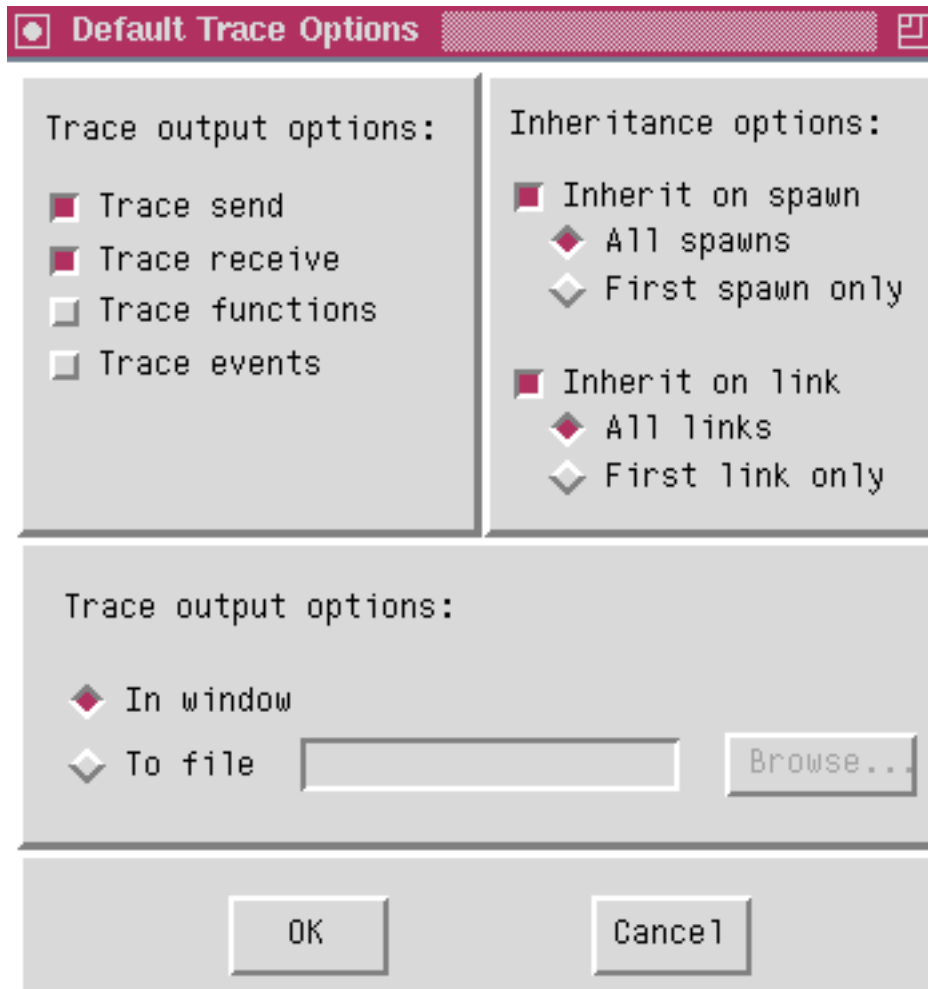 Default Trace Options
Trace output options:
Trace send
Trace receive
Trace functions
Trace events
Inheritance options:
Inherit on spawn
All spawns
First spawn only
Inherit on link
All links
First link only
Trace output options:
In window
To file
Browse...
OK
Cancel